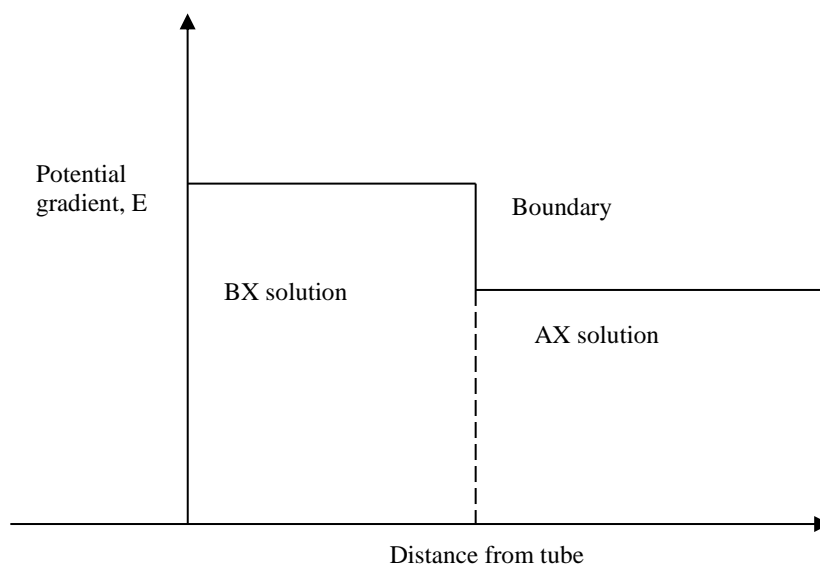 Potential
gradient, E
Boundary
BX solution
AX solution
Distance from tube